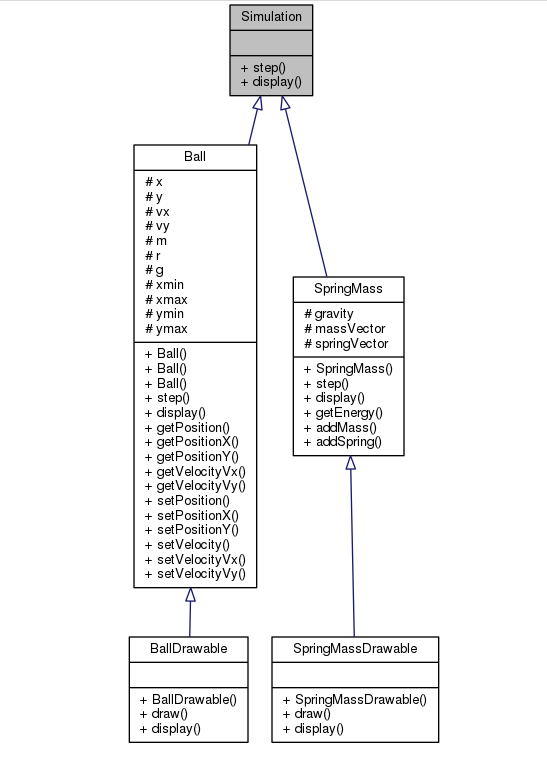 Simulation
+ step()
+ display()
Ball
# x
# y
# vx
# vy
# m
# r
# g
# xmin
# xmax
# ymin
# ymax
+ Ball()
+ Ball()
+ Ball()
+ step()
+ display()
+ getPosition()
+ getPositionX()
+ getPositionY()
+ getVelocityVx()
+ getVelocityVy()
+ setPosition()
+ setPositionX()
+ setPositionY()
+ setVelocity()
+ setVelocityVx()
+ setVelocityVy()
SpringMass
# gravity
# massVector
# springVector
+ SpringMass()
+ step()
+ display()
+ getEnergy()
+ addMass()
+ addSpring()
BallDrawable
+ BallDrawable()
+ draw()
+ display()
SpringMassDrawable
+ SpringMassDrawable()
+ draw()
+ display()